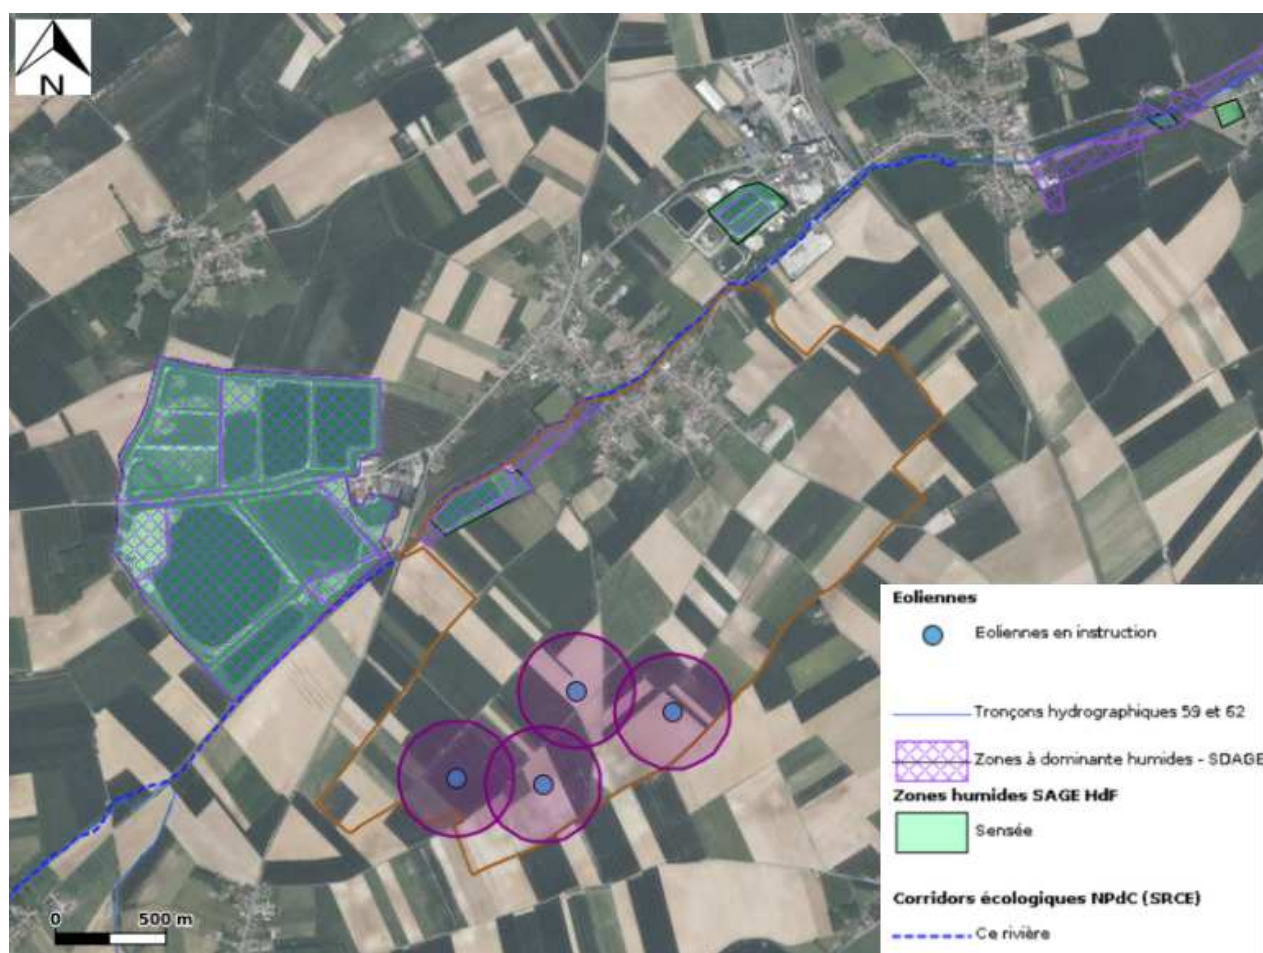 N
Eoliennes
Eoliennes en instruction
Tronçons hydrographiques 59 et 62
Zones à dominante humides - SDAGE
Zones humides SAGE HdF
Sensée
Corridors écologiques NPdC (SRCE)
Ce rivière
0 500 m